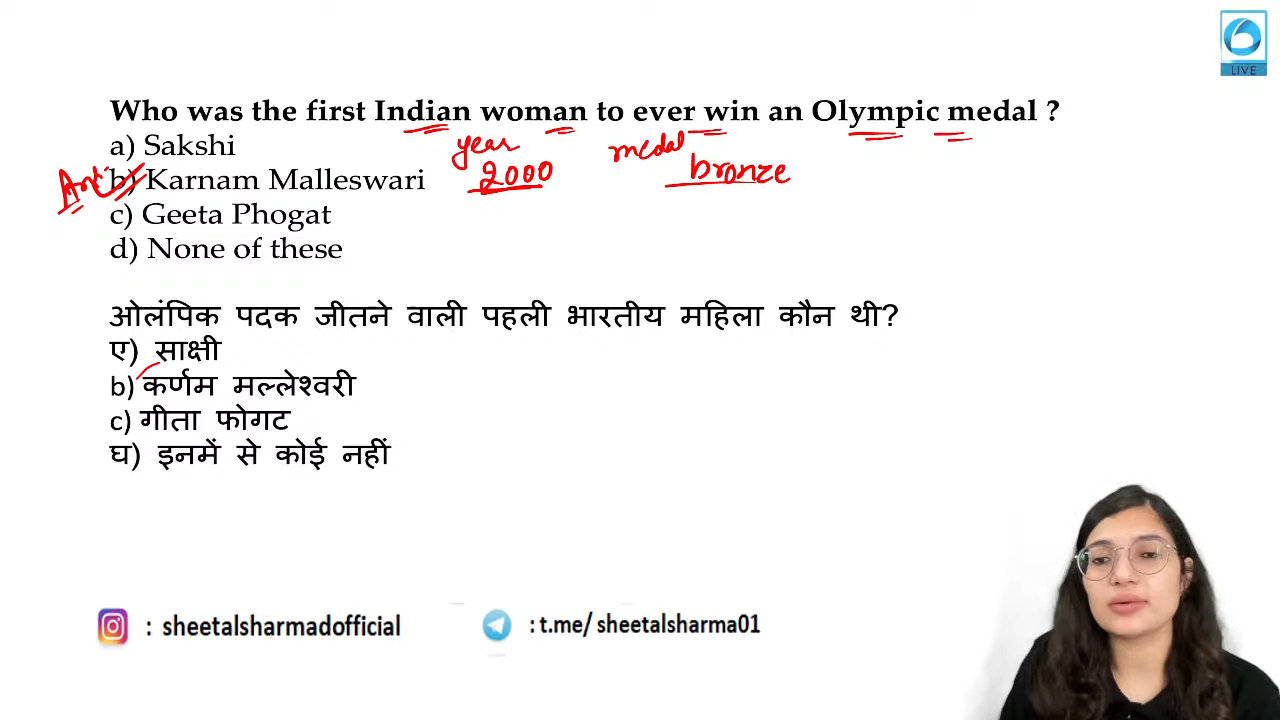 LIVE
Who was the first Indian woman to ever win an Olympic medal ?
a) Sakshi
year
medal
Ans. b) Karnam Malleswari 2000 bronze
c) Geeta Phogat
d) None of these
ओलंपिक पदक जीतने वाली पहली भारतीय महिला कौन थी?
ए) साक्षी
b) कर्णम मल्लेश्वरी
c) गीता फोगट
घ) इनमें से कोई नहीं
: sheetalsharmadofficial
: t.me/ sheetalsharma01